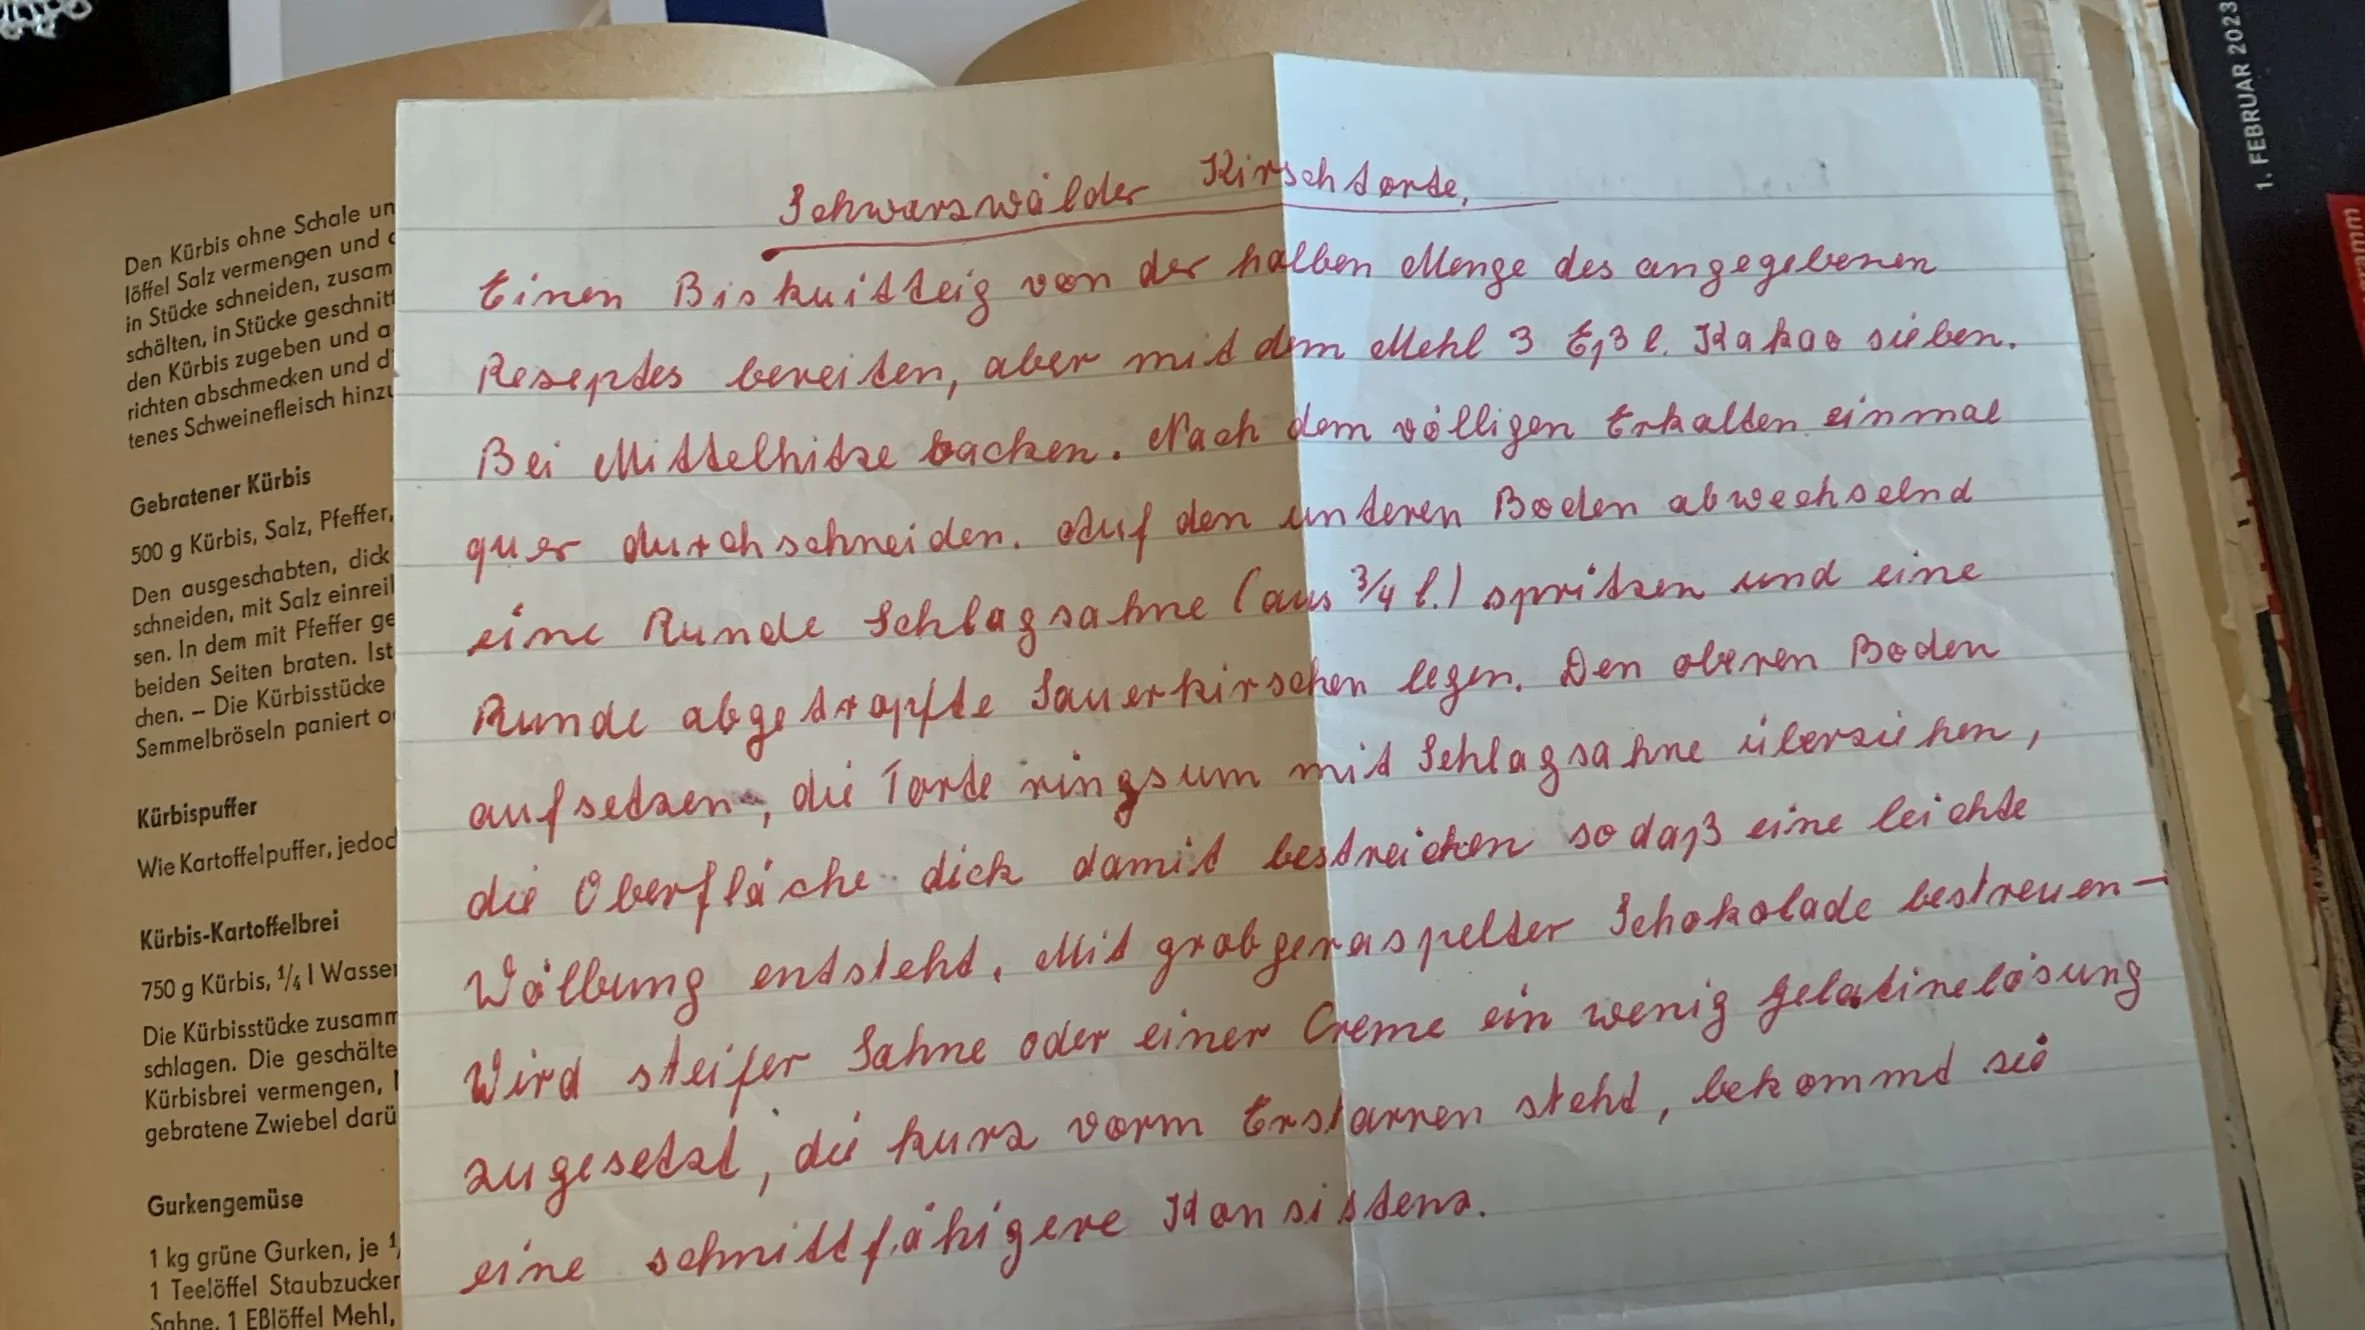 Den Kürbis ohne Schale un
löffel Salz vermengen und
in Stücke schneiden, zusam
schälten, in Stücke geschnitt
den Kürbis zugeben und a
richten abschmecken und d
tenes Schweinefleisch hinzu
Gebratener Kürbis
500 g Kürbis, Salz, Pfeffer,
Den ausgeschabten, dick
schneiden, mit Salz einreil
sen. In dem mit Pfeffer ge
beiden Seiten braten. Ist
chen. – Die Kürbisstücke
Semmelbröseln paniert o
Kürbispuffer
Wie Kartoffelpuffer, jedoc
Kürbis-Kartoffelbrei
750 g Kürbis, ¼ l Wasser
Die Kürbisstücke zusamm
schlagen. Die geschälte
Kürbisbrei vermengen,
gebratene Zwiebel darü
Gurkengemüse
1 kg grüne Gurken, je
1 Teelöffel Staubzucker
Sahne, 1 Eßlöffel Mehl,
Schwarzwälder Kirschtorte.
Einen Biskuitteig von der halben Menge des angegebenen
Rezeptes bereiten, aber mit dem Mehl 3 Eßl. Kakao sieben.
Bei Mittelhitze backen. Nach dem völligen Erkalten einmal
quer durchschneiden. Auf den unteren Boden abwechselnd
eine Runde Schlagsahne (aus ¾ l.) spritzen und eine
Runde abgetropfte Sauerkirschen legen. Den oberen Boden
aufsetzen, die Torte ringsum mit Schlagsahne überziehen,
die Oberfläche dick damit bestreichen sodaß eine leichte
Wölbung entsteht. Mit grobgeraspelter Schokolade bestreuen –
Wird steifer Sahne oder einer Creme ein wenig Gelatinelösung
zugesetzt, die kurz vorm Erstarren steht, bekommt sie
eine schnittfähigere Konsistenz.
1. FEBRUAR 2023
gramm